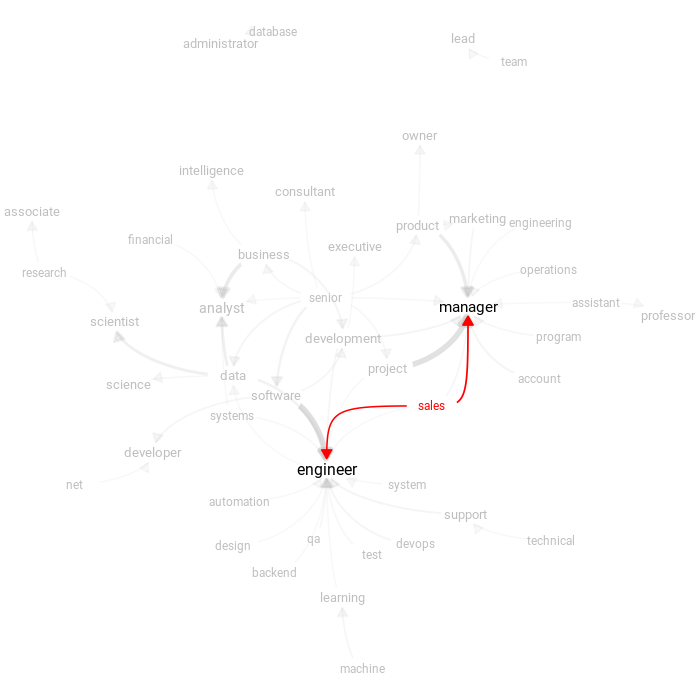 database
administrator
lead
team
owner
intelligence
consultant
associate
product
marketing
engineering
financial
executive
business
research
operations
senior
analyst
manager
assistant
professor
scientist
development
program
project
data
account
science
software
sales
systems
developer
engineer
net
system
automation
support
qa
design
devops
test
technical
backend
learning
machine